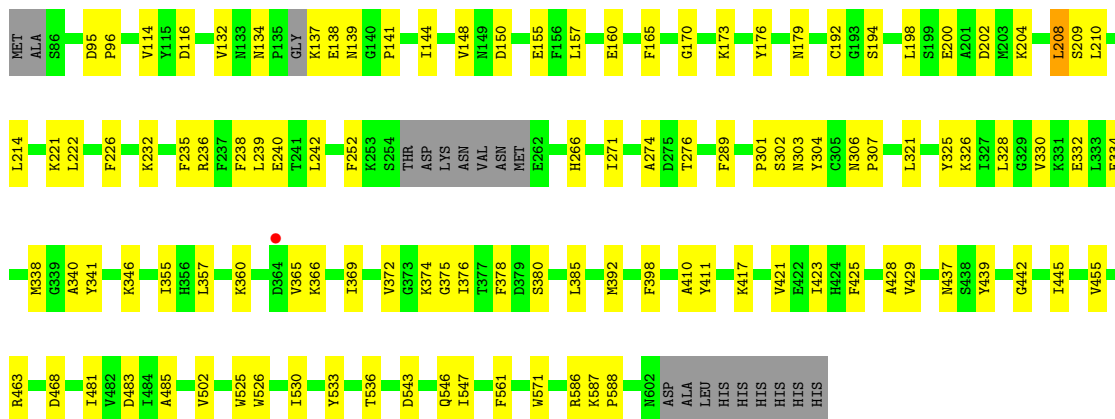 MET ALA S86 D95 P96 V114 Y115 D116 V132 N133 N134 P135 GLY K137 E138 N139 G140 P141 I144 V148 N149 D150 E155 F156 L157 E160 F165 G170 K173 Y176 N179 C192 G193 S194 L198 S199 E200 A201 D202 M203 K204 L208 S209 L210
L214 K221 L222 F226 K232 F235 R236 F237 F238 L239 E240 T241 L242 F252 K253 S254 THR ASP LYS ASN VAL ASN MET E262 H266 I271 A274 D275 T276 F289 P301 S302 N303 Y304 C305 N306 P307 L321 Y325 K326 I327 L328 G329 V330 K331 E332 L333
M338 G339 A340 Y341 K346 I355 H356 L357 K360 D364 V365 K366 I369 V372 G373 K374 G375 I376 T377 F378 D379 S380 L385 M392 F398 A410 Y411 K417 V421 E422 I423 H424 F425 A428 V429 N437 S438 Y439 G442 I445 V455
R463 D468 I481 V482 D483 I484 A485 V502 W525 W526 I530 Y533 T536 D543 Q546 I547 F561 W571 R586 K587 P588 N602 ASP ALA LEU HIS HIS HIS HIS HIS HIS